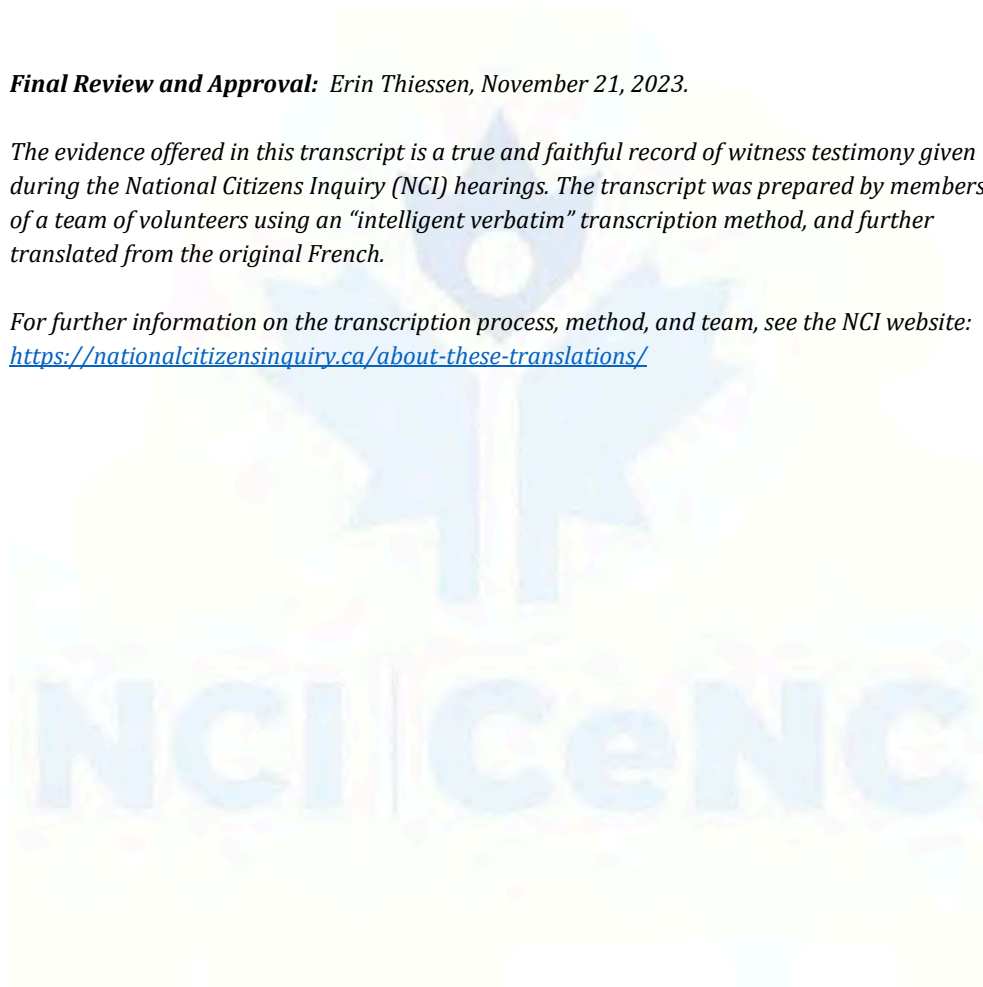 Final Review and Approval: Erin Thiessen, November 21, 2023.
The evidence offered in this transcript is a true and faithful record of witness testimony given
during the National Citizens Inquiry (NCI) hearings. The transcript was prepared by members
of a team of volunteers using an “intelligent verbatim” transcription method, and further
translated from the original French.
For further information on the transcription process, method, and team, see the NCI website:
https://nationalcitizensinquiry.ca/about-these-translations/
NCI | CeNC